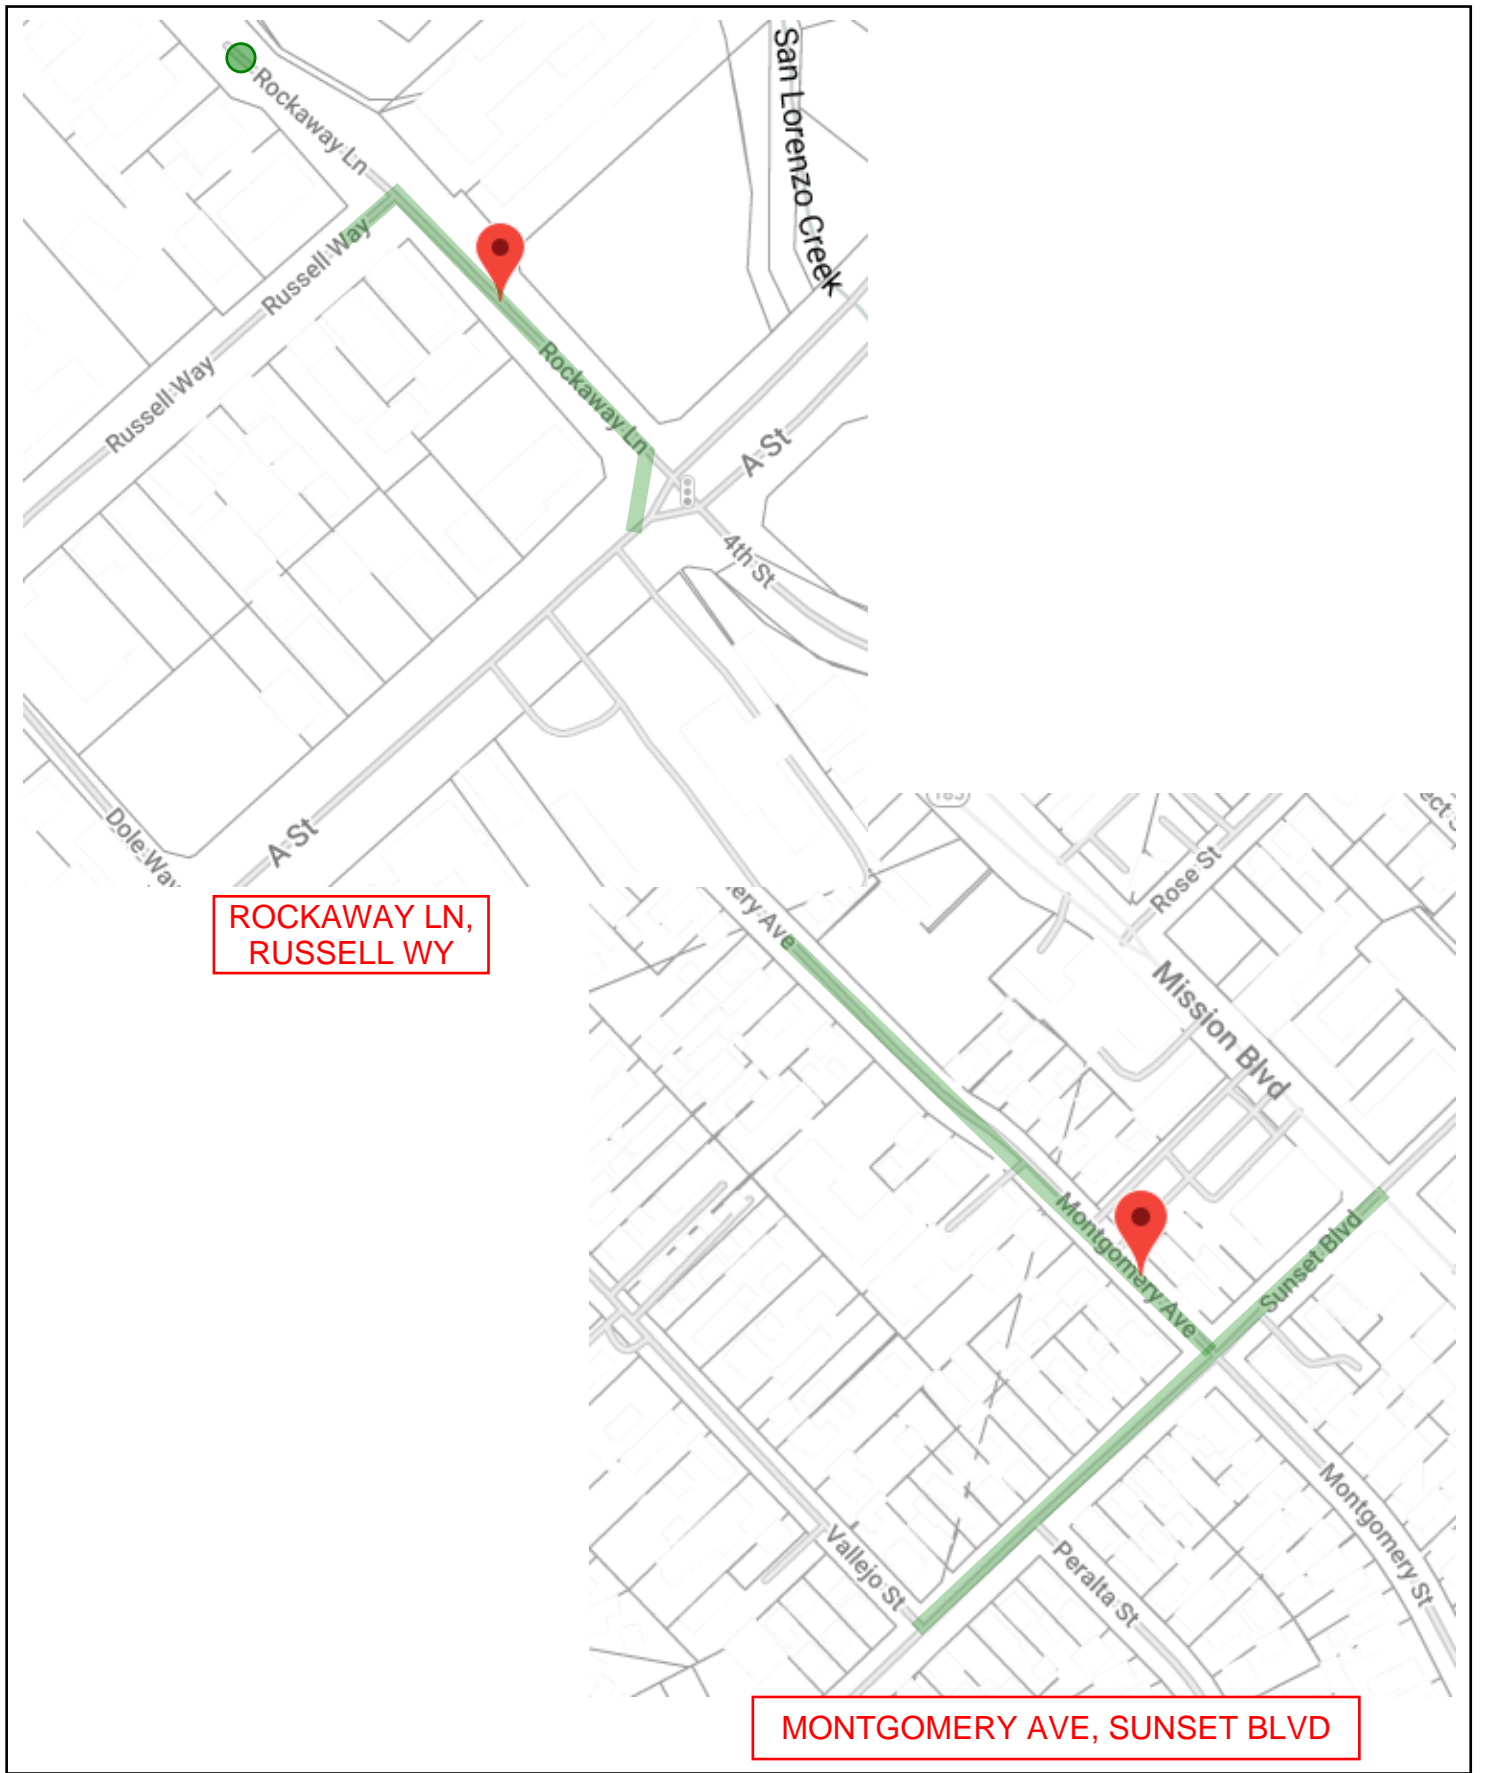 San Lorenzo Creek
Rockaway Ln
Russell Way
Russell Way
Rockaway Ln
A St
4th St
A St
Dole Way
ROCKAWAY LN,
RUSSELL WY
Rose St
Mission Blvd
ery Ave
Montgomery Ave
Sunset Blvd
Montgomery St
Peralta St
Vallejo St
MONTGOMERY AVE, SUNSET BLVD